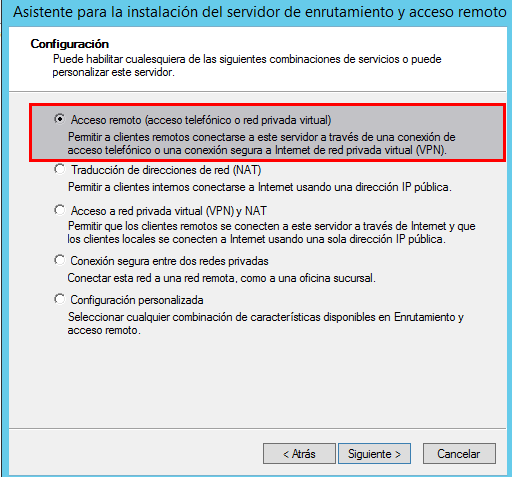 Asistente para la instalación del servidor de enrutamiento y acceso remoto
Configuración
Puede habilitar cualesquiera de las siguientes combinaciones de servicios o puede
personalizar este servidor.
Acceso remoto (acceso telefónico o red privada virtual)
Permitir a clientes remotos conectarse a este servidor a través de una conexión de
acceso telefónico o una conexión segura a Internet de red privada virtual (VPN).
Traducción de direcciones de red (NAT)
Permitir a clientes internos conectarse a Internet usando una dirección IP pública.
Acceso a red privada virtual (VPN) y NAT
Permitir que los clientes remotos se conecten a este servidor a través de Internet y que
los clientes locales se conecten a Internet usando una sola dirección IP pública.
Conexión segura entre dos redes privadas
Conectar esta red a una red remota, como a una oficina sucursal.
Configuración personalizada
Seleccionar cualquier combinación de características disponibles en Enrutamiento y
acceso remoto.
< Atrás
Siguiente >
Cancelar